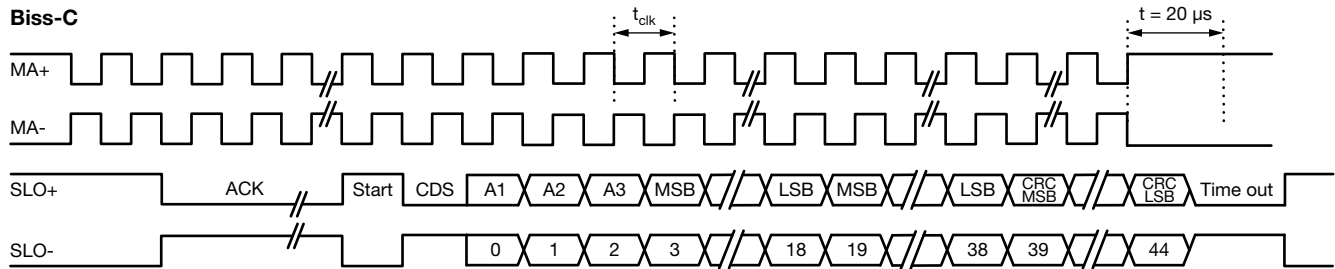 Biss-C
t_clk
t = 20 µs
MA+
MA-
SLO+ ACK Start CDS A1 A2 A3 MSB LSB MSB LSB CRC MSB CRC LSB Time out
SLO- 0 1 2 3 18 19 38 39 44